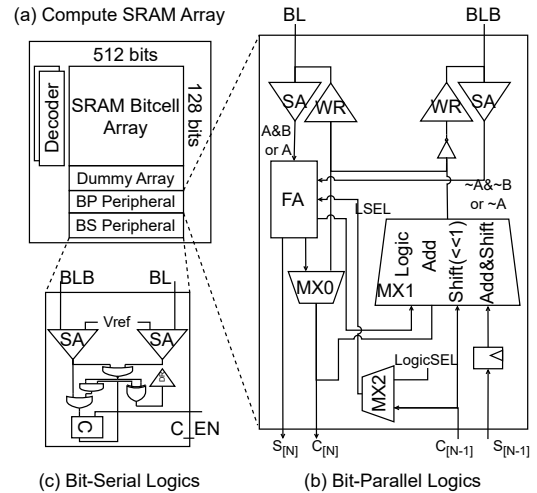 (a) Compute SRAM Array
512 bits
Decoder
SRAM Bitcell
Array
128 bits
Dummy Array
BP Peripheral
BS Peripheral
BLB
BL
Vref
SA
SA
C
C_EN
(c) Bit-Serial Logics
BL
BLB
SA
WR
WR
SA
A&B
or A
~A&~B
or ~A
FA
LSEL
MX0
MX1
Logic
Add
Shift(<<1)
Add&Shift
LogicSEL
MX2
S[N]
C[N]
C[N-1]
S[N-1]
(b) Bit-Parallel Logics